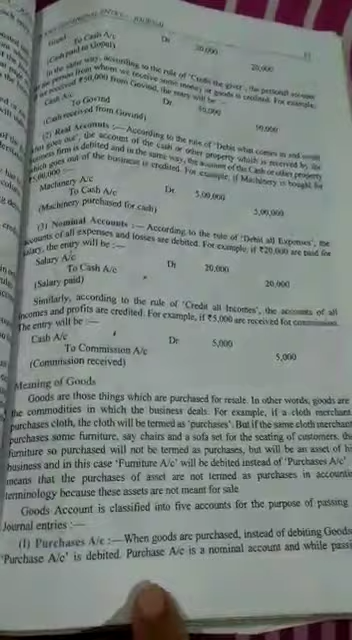 JOURNAL
Gopal Dr 20,000
To Cash A/c 20,000
(Cash paid to Gopal)
In the same way, according to the rule of 'Credit the giver', the personal account
person from whom we receive some money or goods is credited. For example,
received ₹50,000 from Govind, the entry will be :—
Cash A/c Dr
To Govind
(Cash received from Govind)
(2) Real Accounts :— According to the rule of 'Debit what comes in and credit
goes out', the account of the cash or other property which is received by the
business firm is debited and in the same way, the account of the Cash or other property
which goes out of the business is credited. For example, if Machinery is bought for
Machinery A/c Dr 5,00,000
To Cash A/c 5,00,000
(Machinery purchased for cash)
(3) Nominal Accounts :— According to the rule of 'Debit all Expenses', the
accounts of all expenses and losses are debited. For example, if ₹20,000 are paid for
salary, the entry will be :—
Salary A/c Dr 20,000
To Cash A/c 20,000
(Salary paid)
Similarly, according to the rule of 'Credit all Incomes', the accounts of all
incomes and profits are credited. For example, if ₹5,000 are received for commission.
The entry will be :—
Cash A/c Dr 5,000
To Commission A/c 5,000
(Commission received)
Meaning of Goods
Goods are those things which are purchased for resale. In other words, goods are
the commodities in which the business deals. For example, if a cloth merchant
purchases cloth, the cloth will be termed as 'purchases'. But if the same cloth merchant
purchases some furniture, say chairs and a sofa set for the seating of customers, th
furniture so purchased will not be termed as purchases, but will be an asset of hi
business and in this case 'Furniture A/c' will be debited instead of 'Purchases A/c'.
means that the purchases of asset are not termed as purchases in accounti
terminology because these assets are not meant for sale
Goods Account is classified into five accounts for the purpose of passing
Journal entries :—
(1) Purchases A/c :— When goods are purchased, instead of debiting Goods
'Purchase A/c' is debited. Purchase A/c is a nominal account and while passi